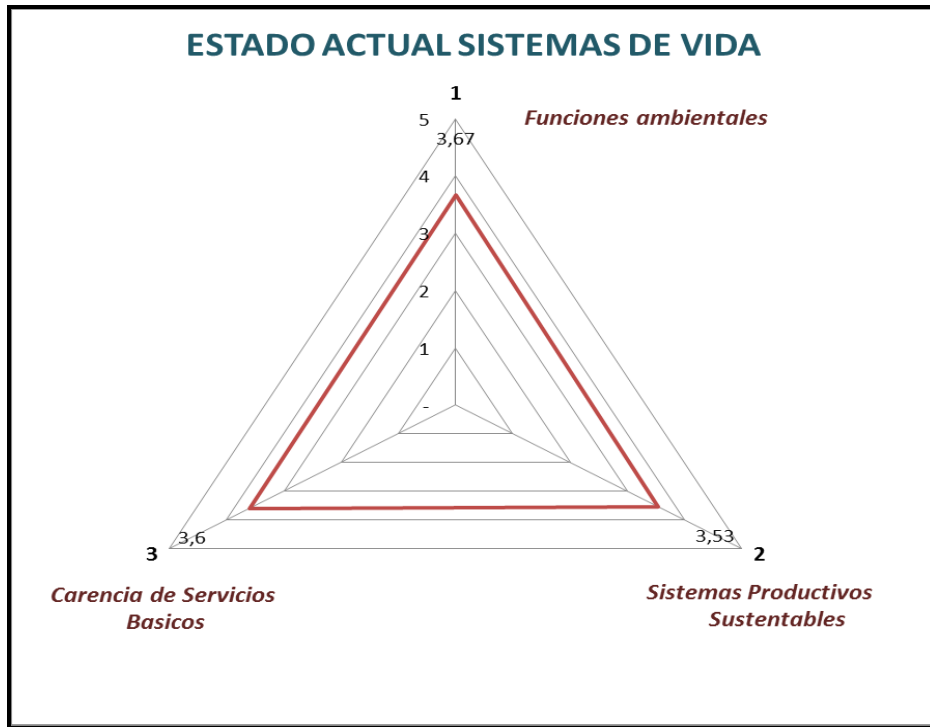 ESTADO ACTUAL SISTEMAS DE VIDA
1
Funciones ambientales
5
3,67
4
3
2
1
-
3,6
3,53
3
2
Carencia de Servicios
Basicos
Sistemas Productivos
Sustentables